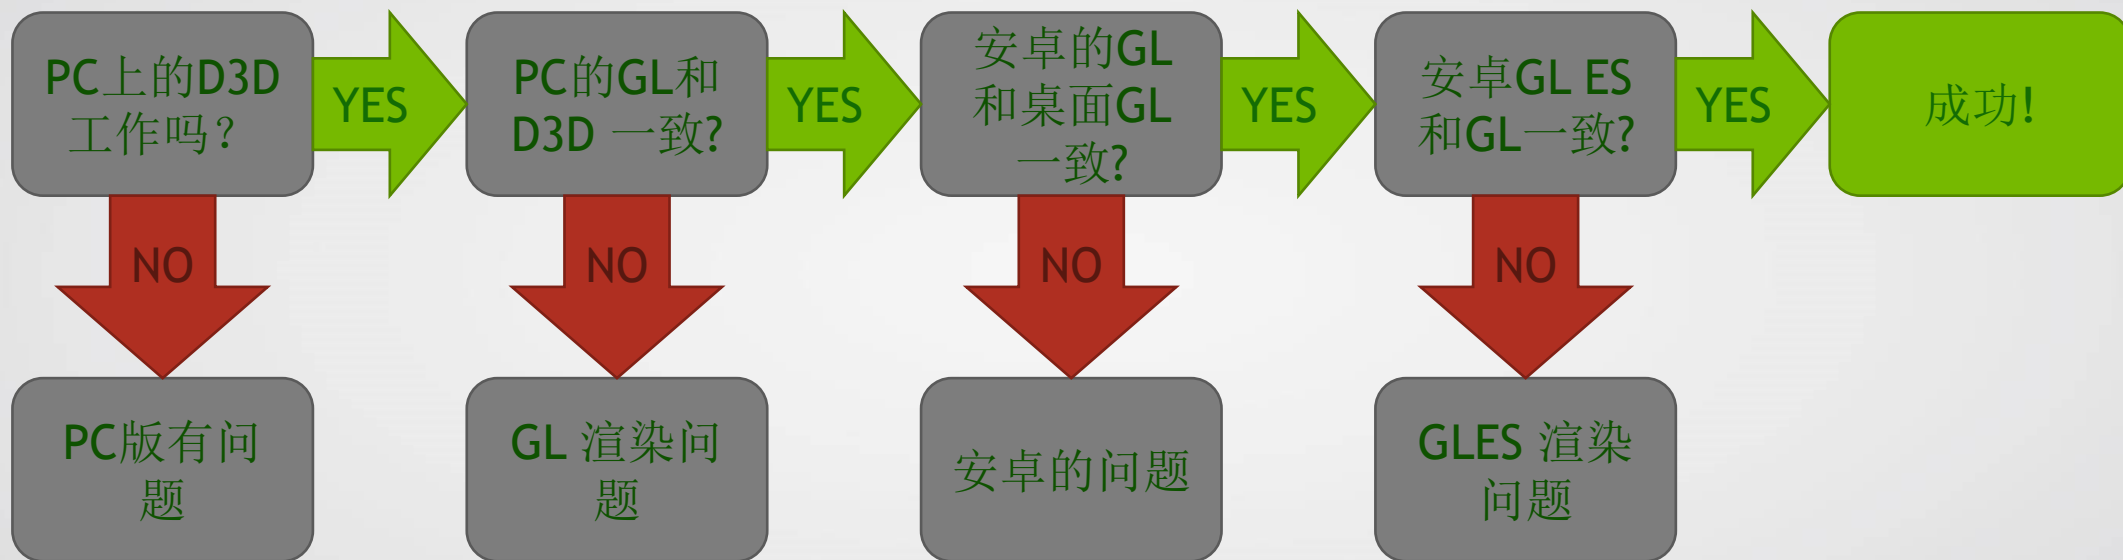 PC上的D3D
工作吗？
YES
PC的GL和
D3D 一致?
YES
安卓的GL
和桌面GL
一致?
YES
安卓GL ES
和GL一致?
YES
成功!
NO
NO
NO
NO
PC版有问
题
GL 渲染问
题
安卓的问题
GLES 渲染
问题